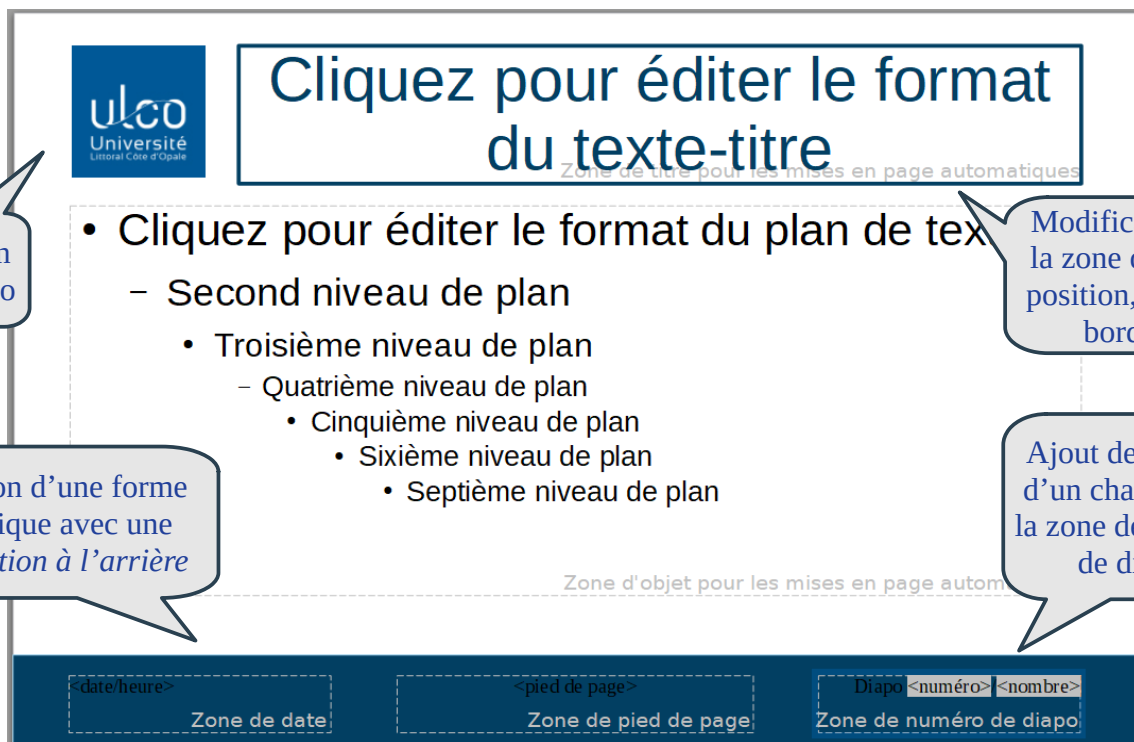 ulco
Université
Littoral Côte d'Opale
Cliquez pour éditer le format
du texte-titre
Zone de titre pour les mises en page automatiques
• Cliquez pour éditer le format du plan de tex
– Second niveau de plan
• Troisième niveau de plan
– Quatrième niveau de plan
• Cinquième niveau de plan
• Sixième niveau de plan
• Septième niveau de plan
Zone d'objet pour les mises en page autom
n
o
Modific
la zone
position,
bord
on d'une forme
ique avec une
tion à l'arrière
Ajout de
d'un cha
la zone de
de di
<date/heure>
Zone de date
<pied de page>
Zone de pied de page
Diapo <numéro> <nombre>
Zone de numéro de diapo